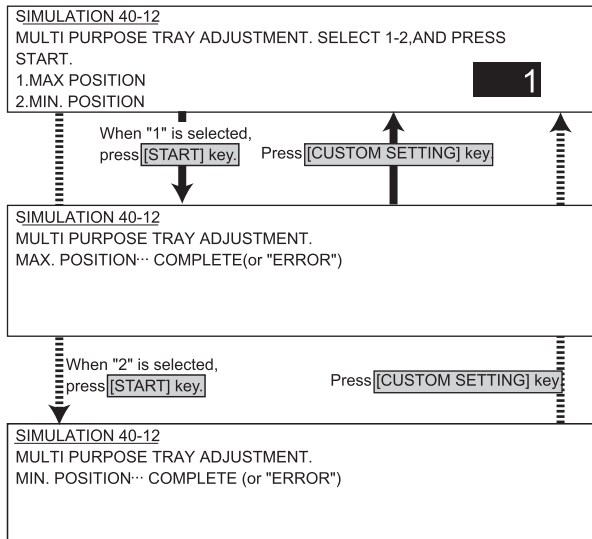 SIMULATION 40-12
MULTI PURPOSE TRAY ADJUSTMENT. SELECT 1-2,AND PRESS
START.
1.MAX POSITION
2.MIN. POSITION
1
When "1" is selected,
press [START] key.
Press [CUSTOM SETTING] key.
SIMULATION 40-12
MULTI PURPOSE TRAY ADJUSTMENT.
MAX. POSITION··· COMPLETE(or "ERROR")
When "2" is selected,
press [START] key.
Press [CUSTOM SETTING] key
SIMULATION 40-12
MULTI PURPOSE TRAY ADJUSTMENT.
MIN. POSITION··· COMPLETE (or "ERROR")